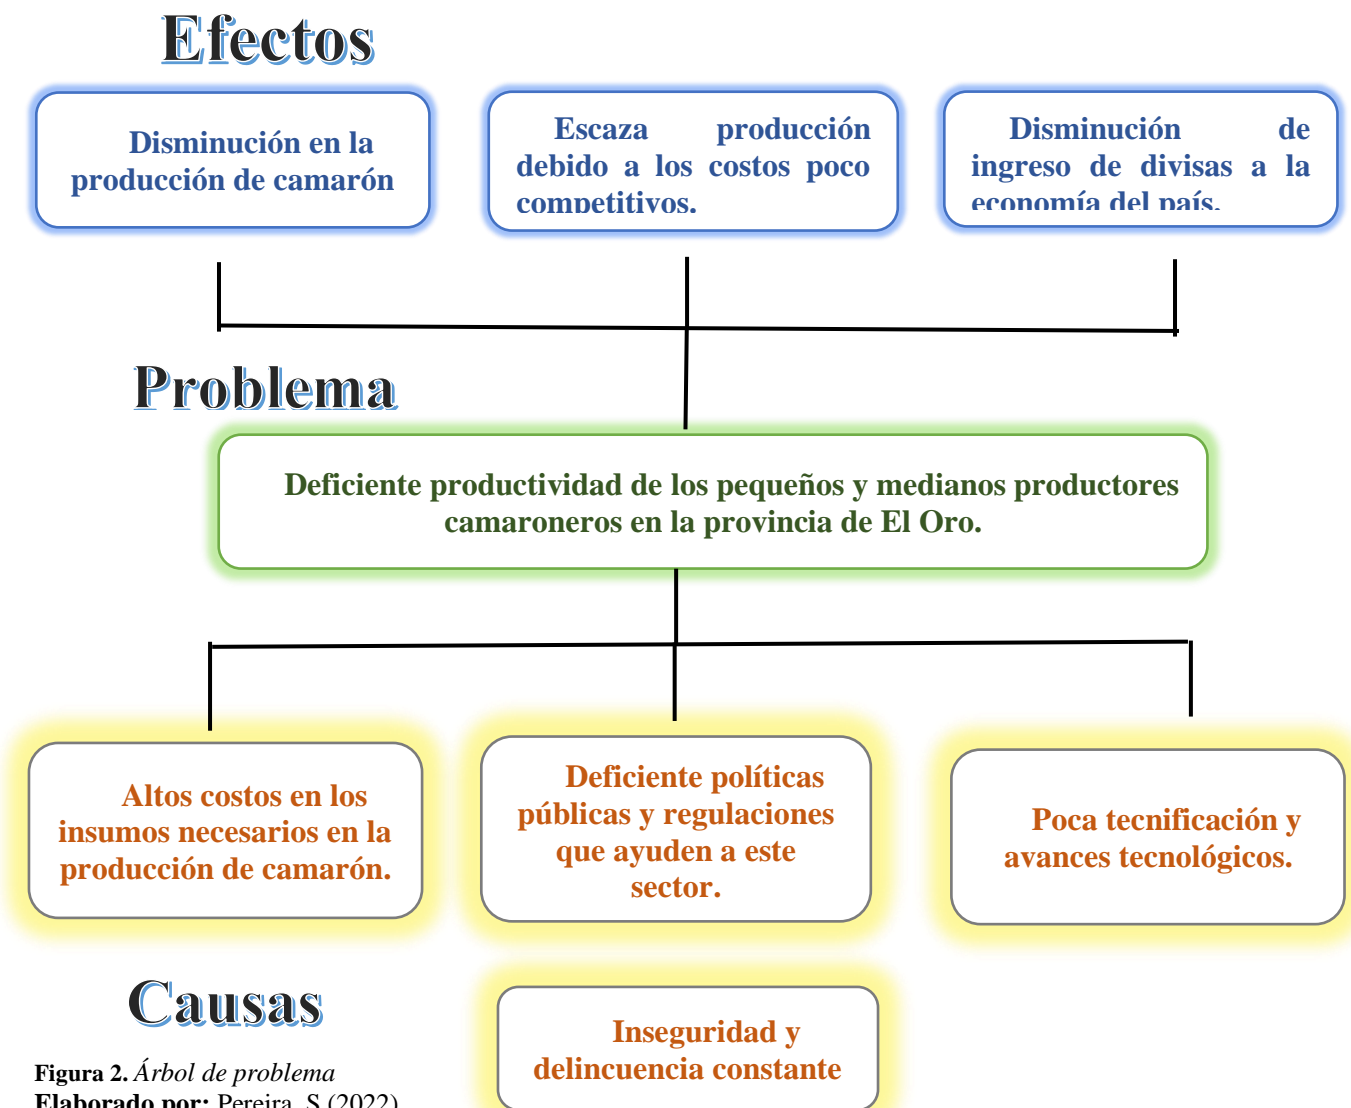 Efectos
Disminución en la
producción de camarón
Escaza producción
debido a los costos poco
competitivos.
Disminución de
ingreso de divisas a la
economía del país.
Problema
Deficiente productividad de los pequeños y medianos productores
camaroneros en la provincia de El Oro.
Altos costos en los
insumos necesarios en la
producción de camarón.
Deficiente políticas
públicas y regulaciones
que ayuden a este
sector.
Poca tecnificación y
avances tecnológicos.
Causas
Inseguridad y
delincuencia constante
Figura 2. Árbol de problema
Elaborado por: Pereira, S (2022)